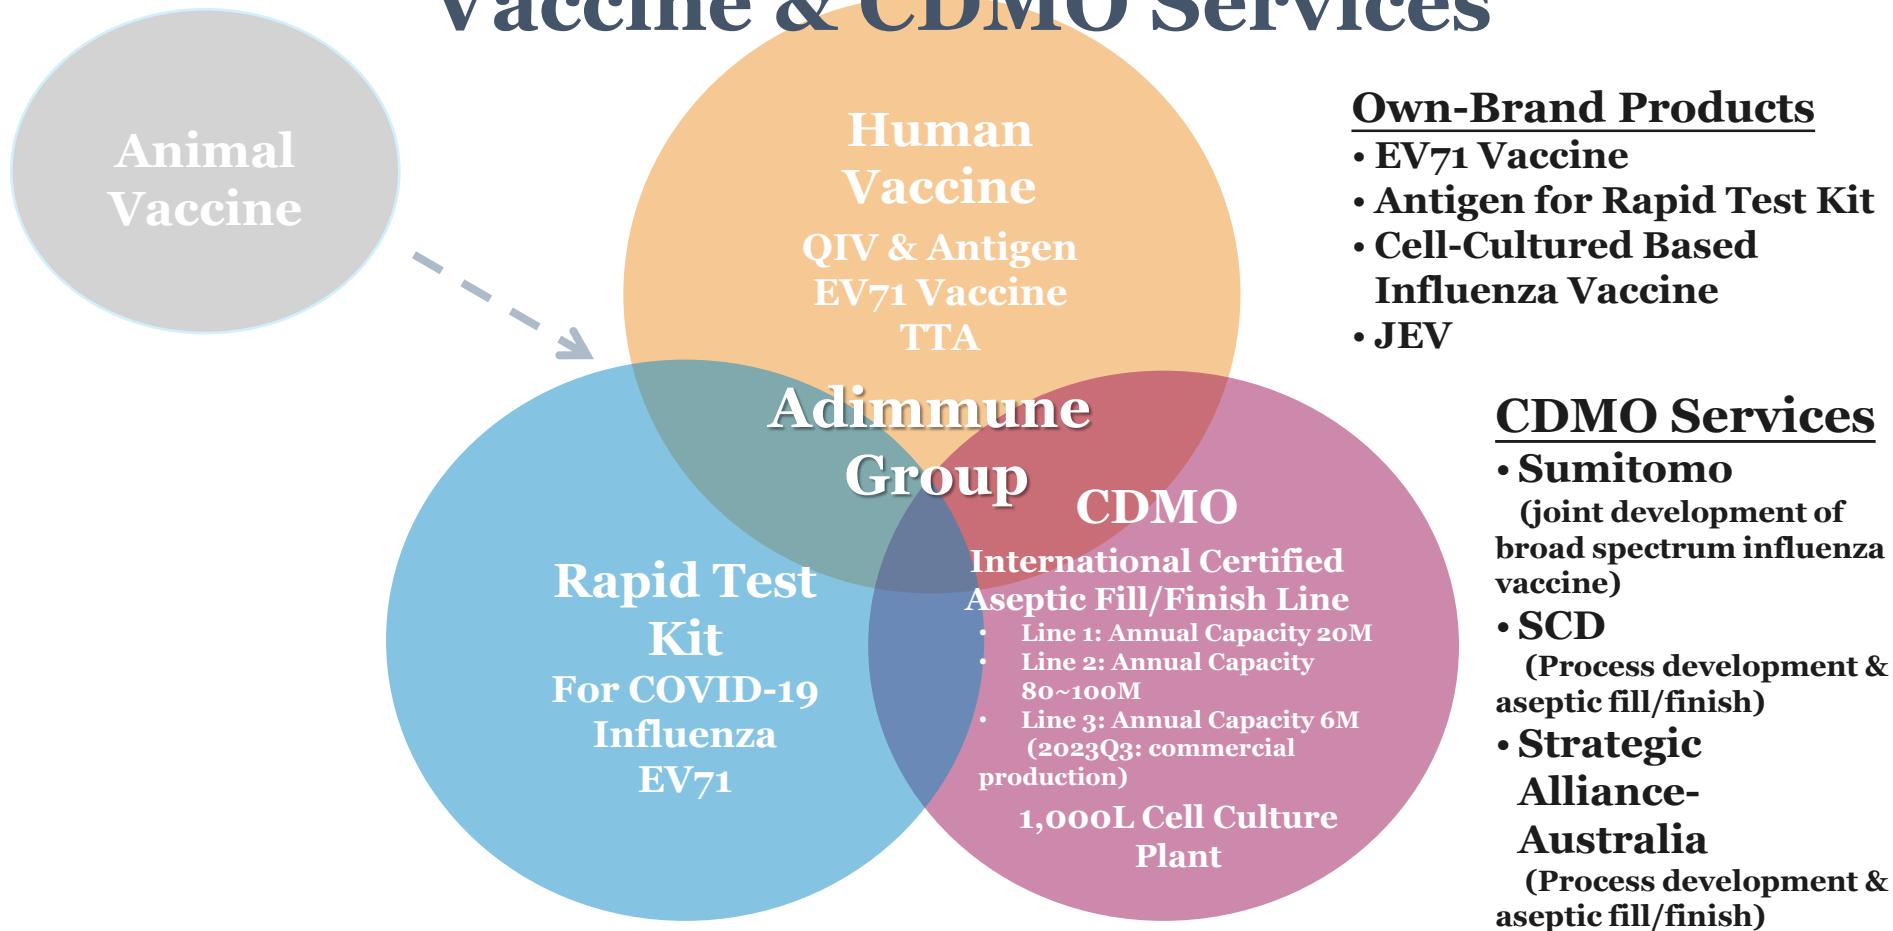 Vaccine & CDMO Services
Animal
Vaccine
Human
Vaccine
QIV & Antigen
EV71 Vaccine
TTA
Adimmune
Group
Rapid Test
Kit
For COVID-19
Influenza
EV71
CDMO
International Certified
Aseptic Fill/Finish Line
• Line 1: Annual Capacity 20M
• Line 2: Annual Capacity
80~100M
• Line 3: Annual Capacity 6M
(2023Q3: commercial
production)
1,000L Cell Culture
Plant
Own-Brand Products
• EV71 Vaccine
• Antigen for Rapid Test Kit
• Cell-Cultured Based
Influenza Vaccine
• JEV
CDMO Services
• Sumitomo
(joint development of
broad spectrum influenza
vaccine)
• SCD
(Process development &
aseptic fill/finish)
• Strategic
Alliance-
Australia
(Process development &
aseptic fill/finish)